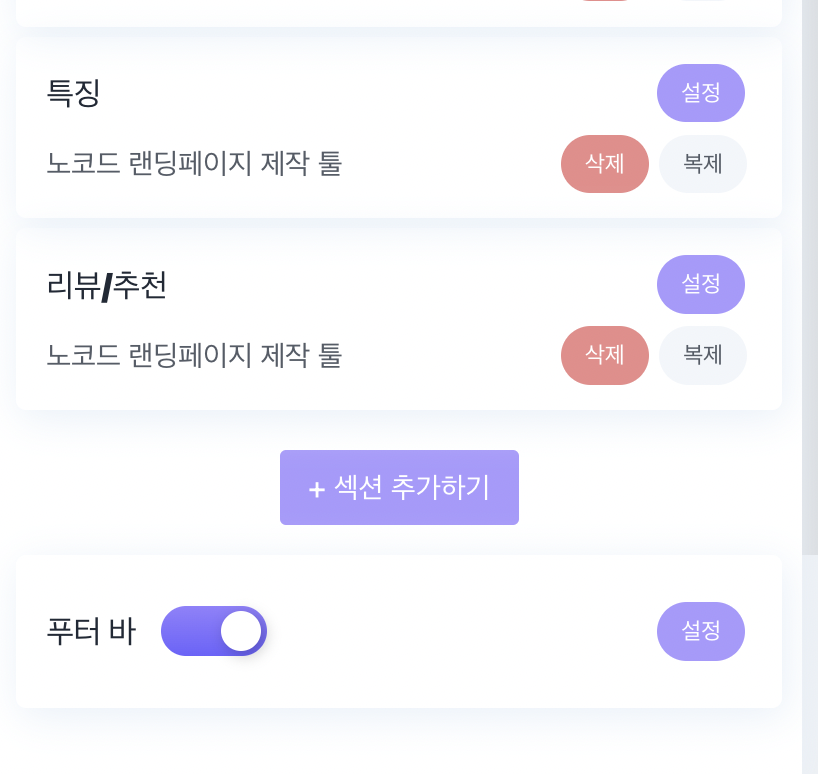 특징
설정
노코드 랜딩페이지 제작 툴
삭제
복제
리뷰/추천
설정
노코드 랜딩페이지 제작 툴
삭제
복제
+ 섹션 추가하기
푸터 바
설정